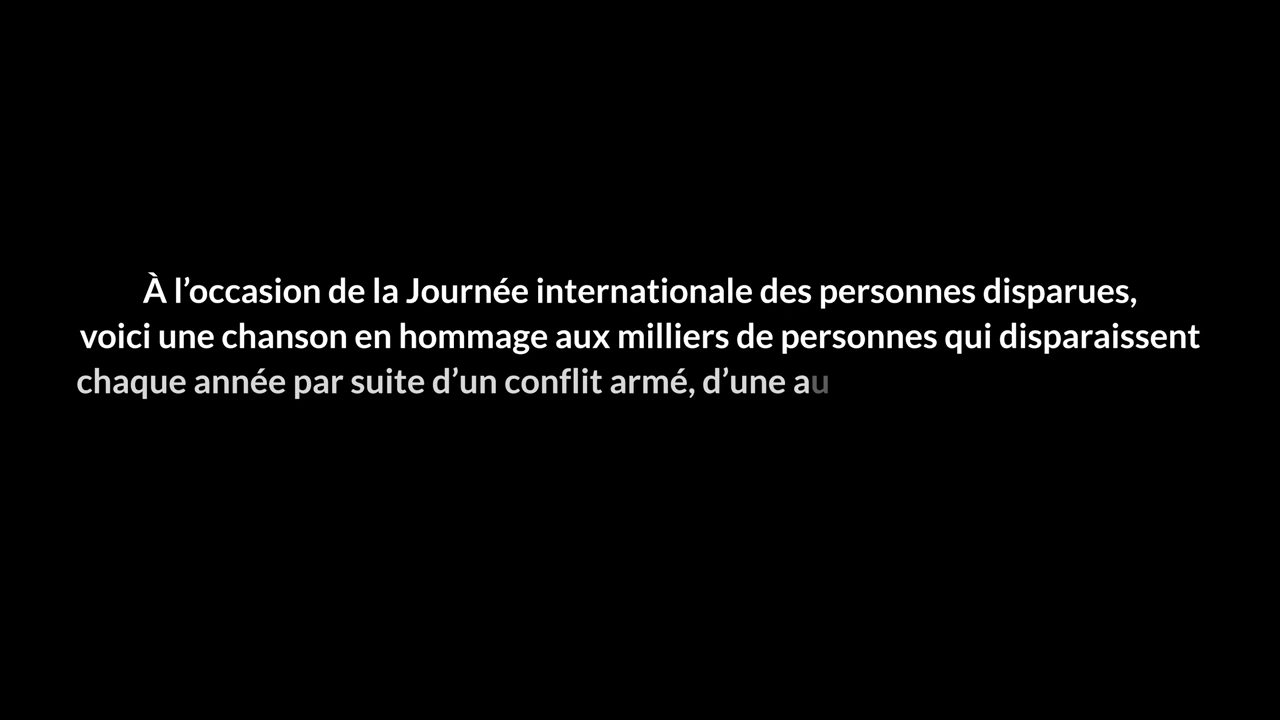 À l’occasion de la Journée internationale des personnes disparues,
voici une chanson en hommage aux milliers de personnes qui disparaissent
chaque année par suite d’un conflit armé, d’une au